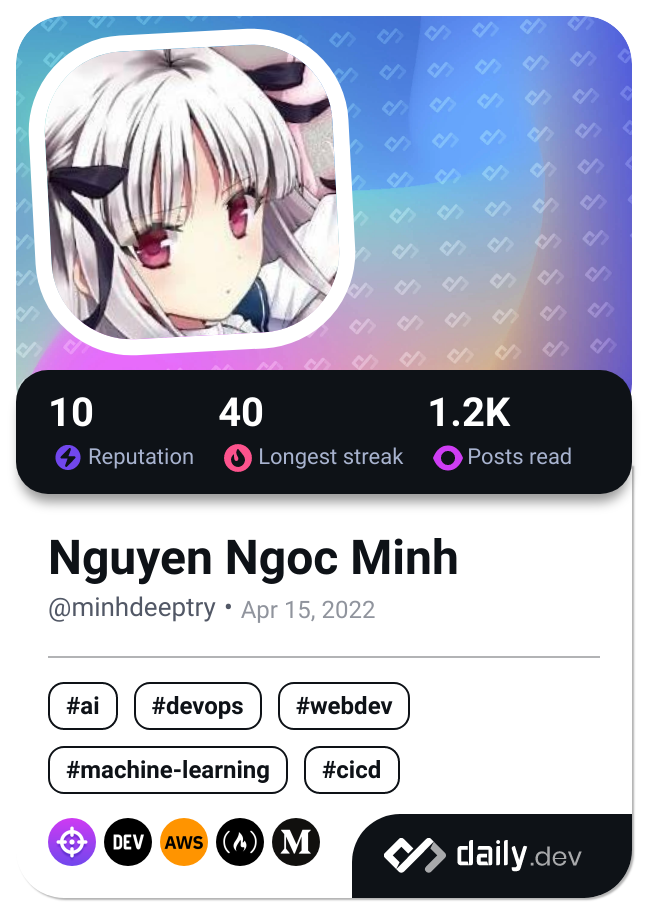 10 40 1.2K
Reputation Longest streak Posts read
Nguyen Ngoc Minh
@minhdeeptry • Apr 15, 2022
#ai #devops #webdev
#machine-learning #cicd
DEV AWS M daily.dev